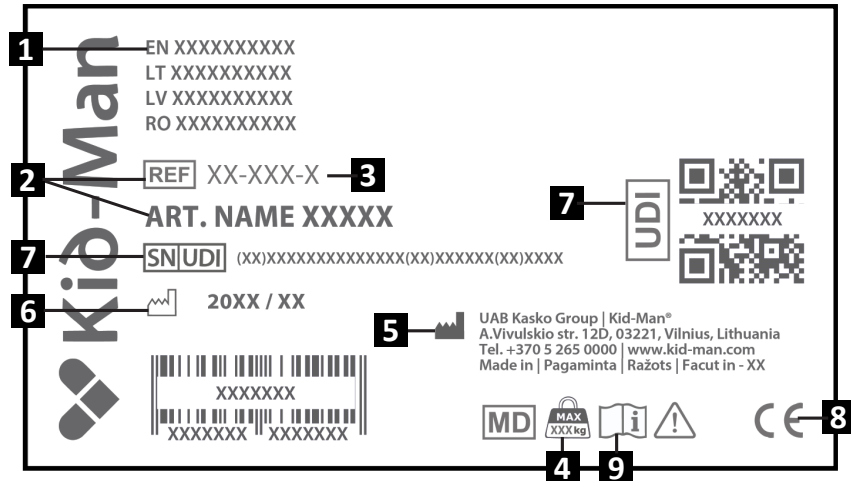 1
EN XXXXXXXXXX
LT XXXXXXXXXX
LV XXXXXXXXXX
RO XXXXXXXXXX
Kið-Man
2
REF XX-XXX-X
3
ART. NAME XXXXX
7
SN UDI (XX)XXXXXXXXXXXXXX(XX)XXXXXX(XX)XXXX
7
UDI
XXXXXXX
6
20XX / XX
5
UAB Kasko Group | Kid-Man®
A.Vivulskio str. 12D, 03221, Vilnius, Lithuania
Tel. +370 5 265 0000 | www.kid-man.com
Made in | Pagaminta | Ražots | Facut in - XX
XXXXXXX
XXXXXXX XXXXXXX
MD
MAX
XXX kg
i
!
CE
8
4
9